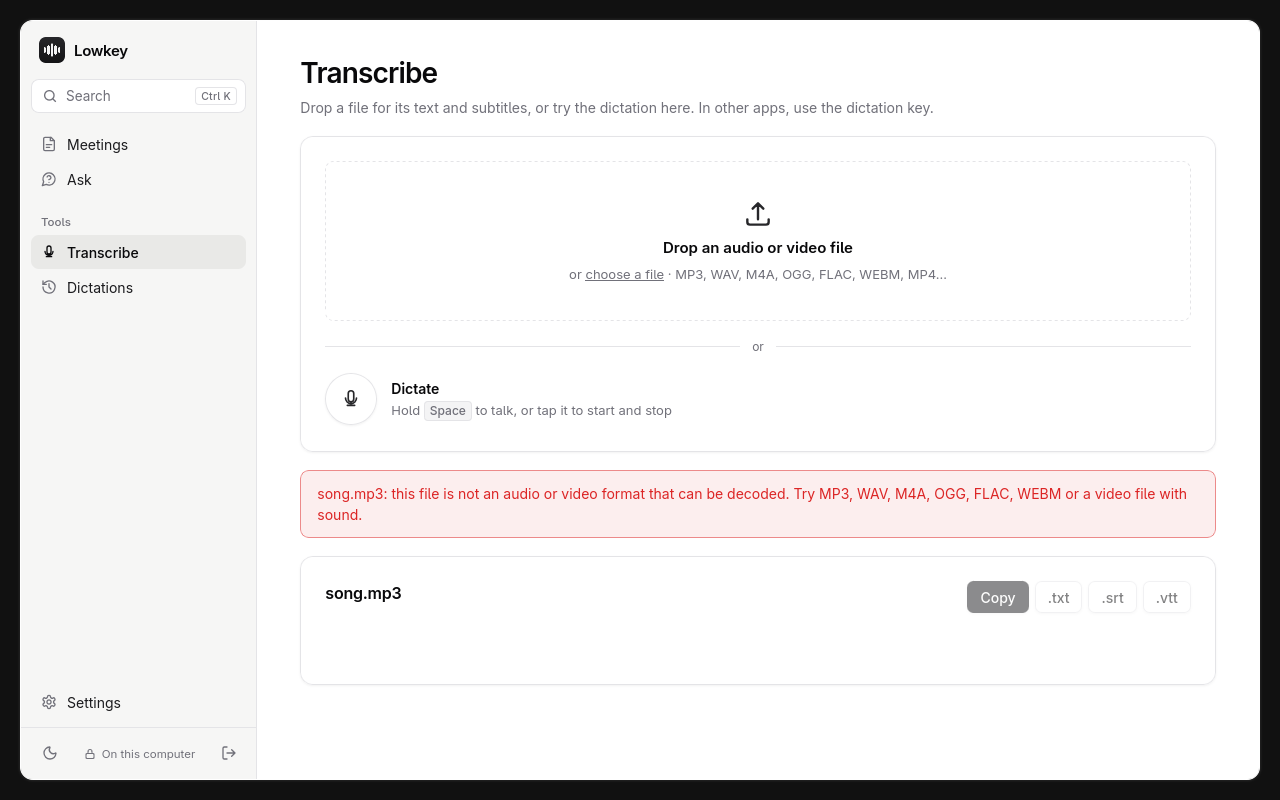 Lowkey
Search
Ctrl K
Meetings
Ask
Tools
Transcribe
Dictations
Settings
On this computer
Transcribe
Drop a file for its text and subtitles, or try the dictation here. In other apps, use the dictation key.
Drop an audio or video file
or choose a file · MP3, WAV, M4A, OGG, FLAC, WEBM, MP4...
or
Dictate
Hold Space to talk, or tap it to start and stop
song.mp3: this file is not an audio or video format that can be decoded. Try MP3, WAV, M4A, OGG, FLAC, WEBM or a video file with
sound.
song.mp3
Copy
.txt
.srt
.vtt